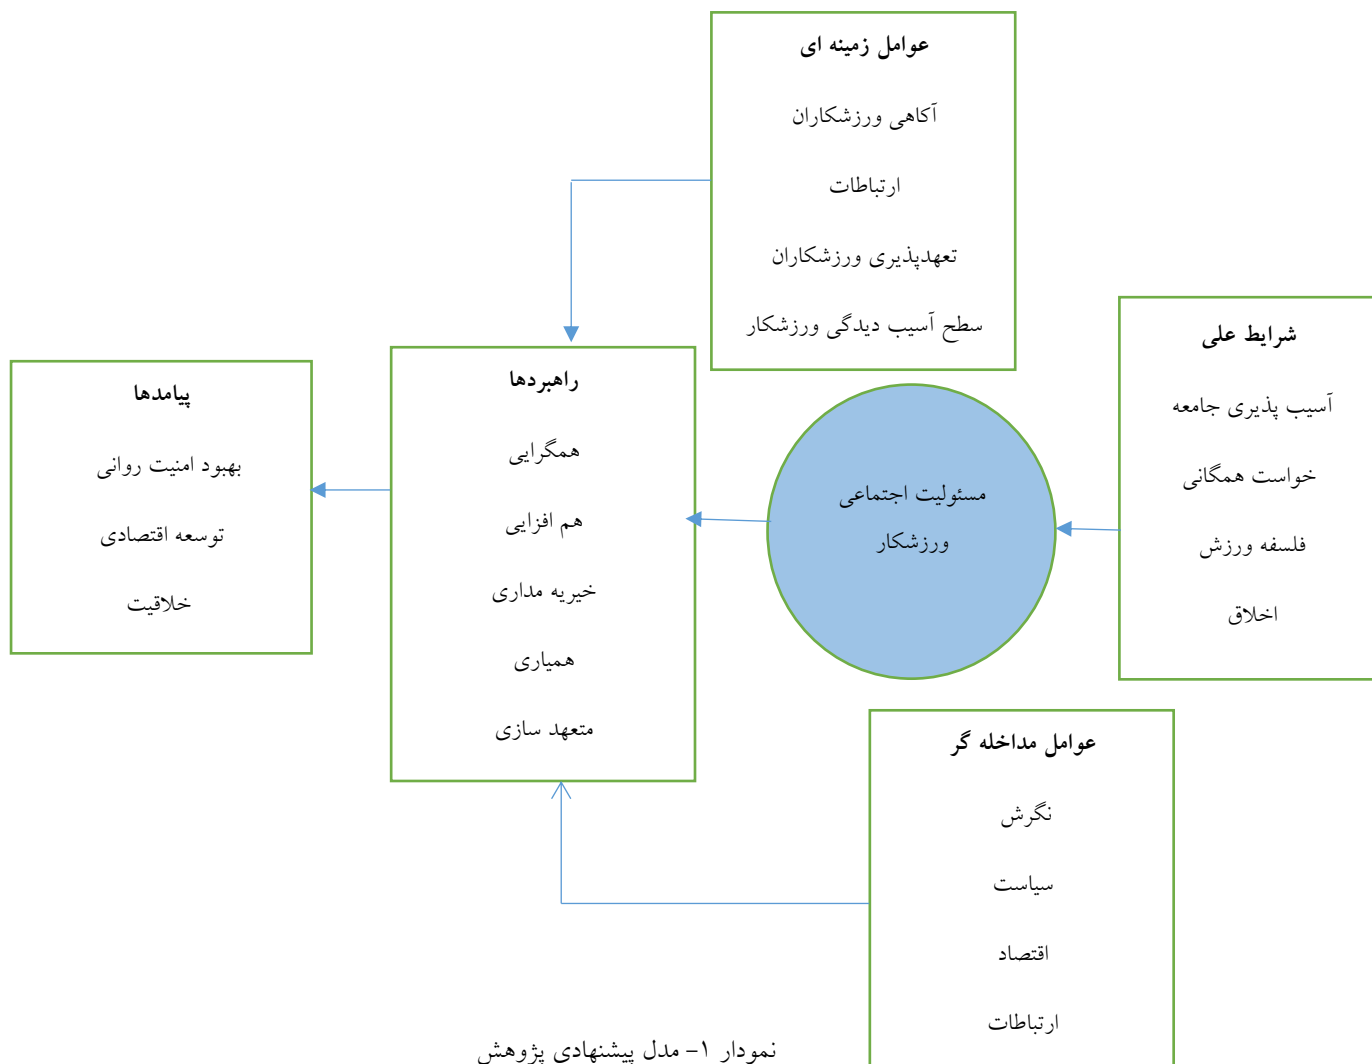 عوامل زمینه ای
آکاهی ورزشکاران
ارتباطات
تعهدپذیری ورزشکاران
سطح آسیب دیدگی ورزشکار
شرایط علی
آسیب پذیری جامعه
خواست همگانی
فلسفه ورزش
اخلاق
مسئولیت اجتماعی
ورزشکار
راهبردها
همگرایی
هم افزایی
خیریه مداری
همیاری
متعهد سازی
پیامدها
بهبود امنیت روانی
توسعه اقتصادی
خلاقیت
عوامل مداخله گر
نگرش
سیاست
اقتصاد
ارتباطات
نمودار ۱- مدل پیشنهادی پژوهش